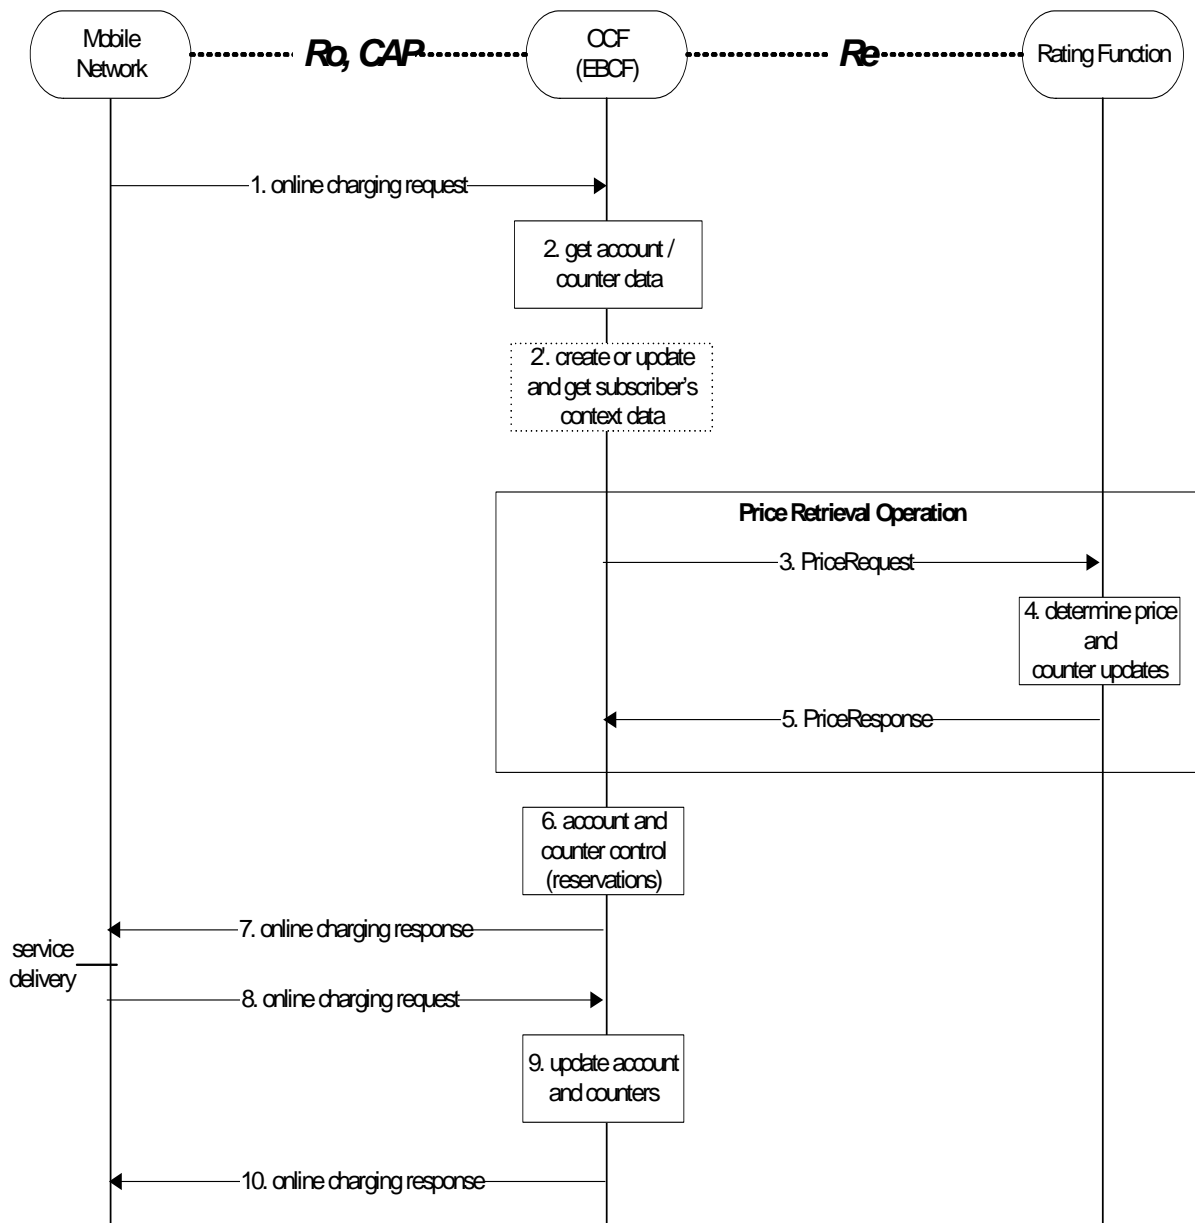 Mobile
Network
Ro, CAP
OCF
(EBCF)
Re
Rating Function
1. online charging request
2. get account /
counter data
2'. create or update
and get subscriber's
context data
Price Retrieval Operation
3. PriceRequest
4. determine price
and
counter updates
5. PriceResponse
6. account and
counter control
(reservations)
7. online charging response
service
delivery
8. online charging request
9. update account
and counters
10. online charging response